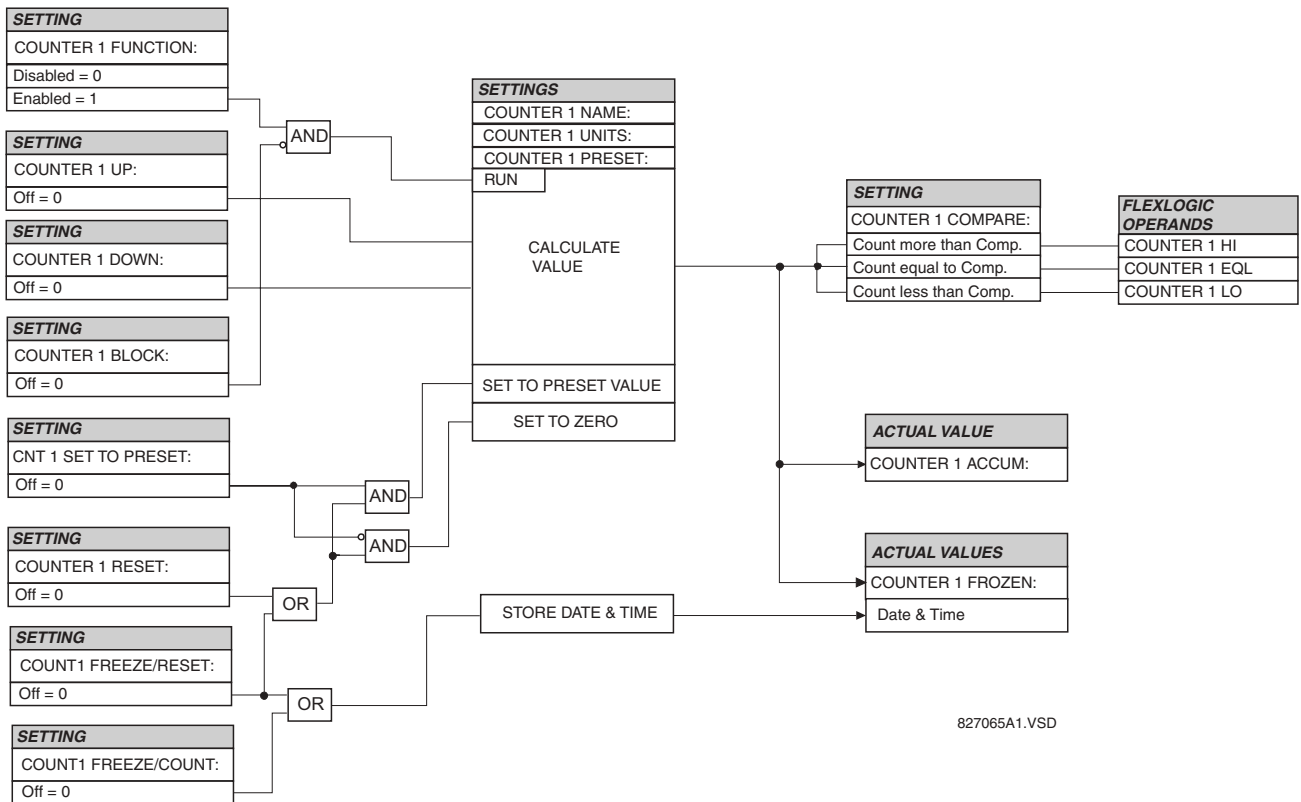 SETTING
COUNTER 1 FUNCTION:
Disabled = 0
Enabled = 1
SETTING
COUNTER 1 UP:
Off = 0
SETTING
COUNTER 1 DOWN:
Off = 0
SETTING
COUNTER 1 BLOCK:
Off = 0
SETTING
CNT 1 SET TO PRESET:
Off = 0
SETTING
COUNTER 1 RESET:
Off = 0
SETTING
COUNT1 FREEZE/RESET:
Off = 0
SETTING
COUNT1 FREEZE/COUNT:
Off = 0
AND
AND
AND
OR
OR
SETTINGS
COUNTER 1 NAME:
COUNTER 1 UNITS:
COUNTER 1 PRESET:
RUN
CALCULATE
VALUE
SET TO PRESET VALUE
SET TO ZERO
STORE DATE & TIME
SETTING
COUNTER 1 COMPARE:
Count more than Comp.
Count equal to Comp.
Count less than Comp.
FLEXLOGIC
OPERANDS
COUNTER 1 HI
COUNTER 1 EQL
COUNTER 1 LO
ACTUAL VALUE
COUNTER 1 ACCUM:
ACTUAL VALUES
COUNTER 1 FROZEN:
Date & Time
827065A1.VSD